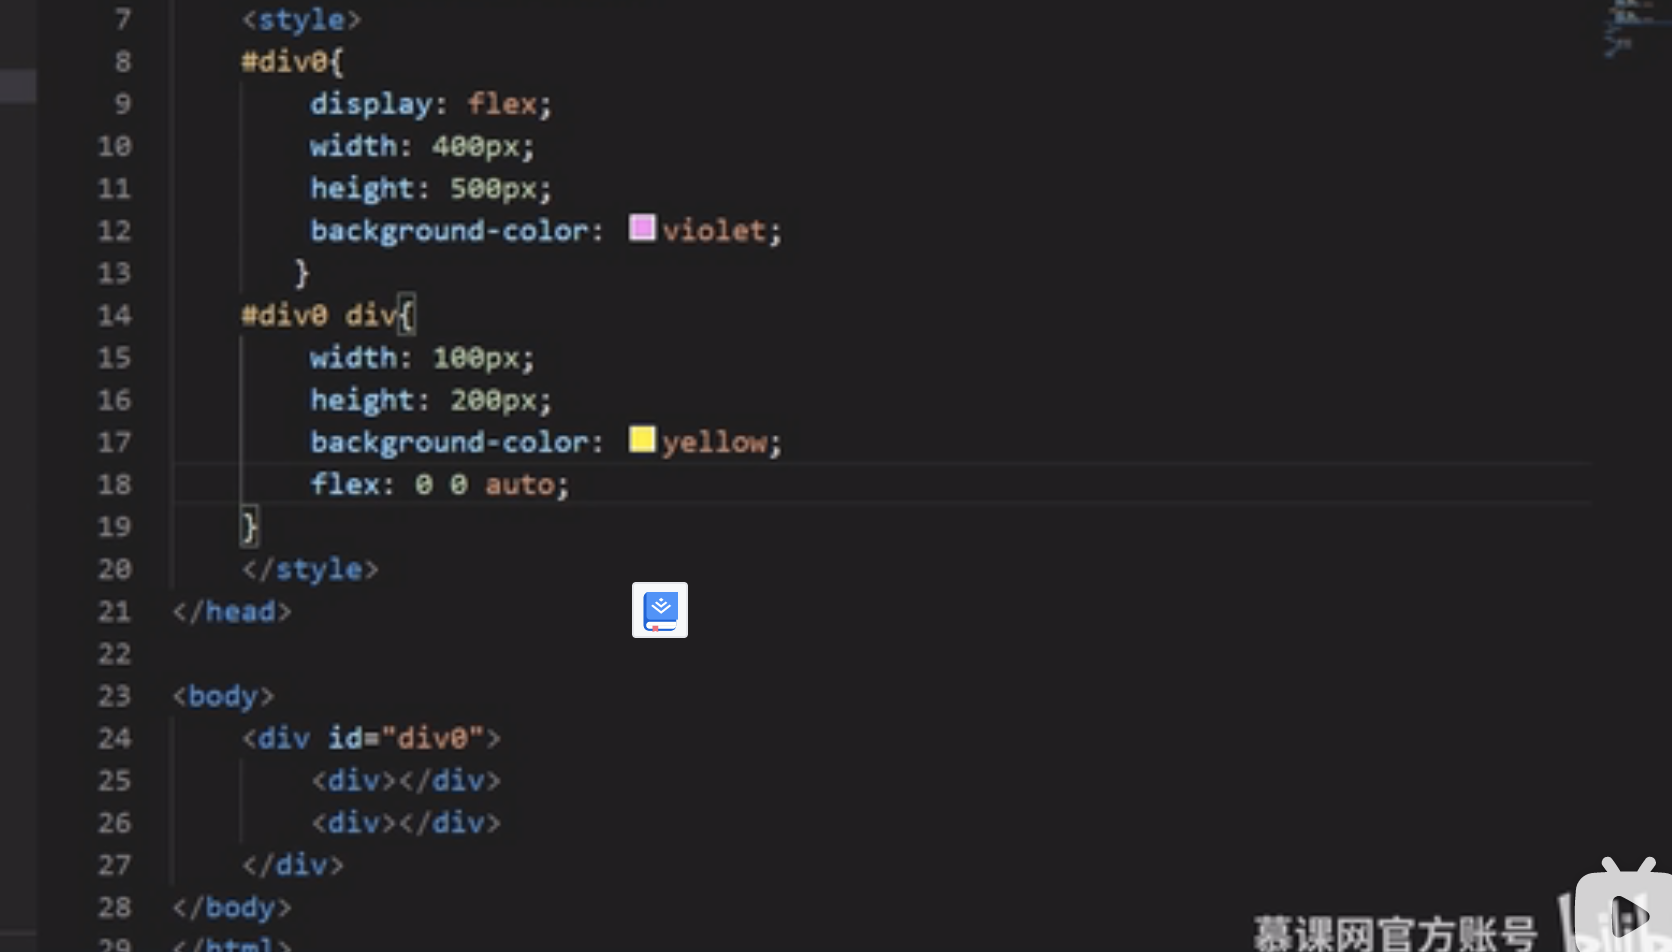 7 <style>
8 #div0{
9 display: flex;
10 width: 400px;
11 height: 500px;
12 background-color: violet;
13 }
14 #div0 div{
15 width: 100px;
16 height: 200px;
17 background-color: yellow;
18 flex: 0 0 auto;
19 }
20 </style>
21 </head>
22
23 <body>
24 <div id="div0">
25 <div></div>
26 <div></div>
27 </div>
28 </body>
29 </html>
慕课网官方账号